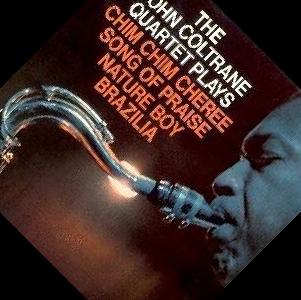 THE
JOHN COLTRANE
QUARTET PLAYS
CHIM CHIM CHEREE
SONG OF PRAISE
NATURE BOY
BRAZILIA